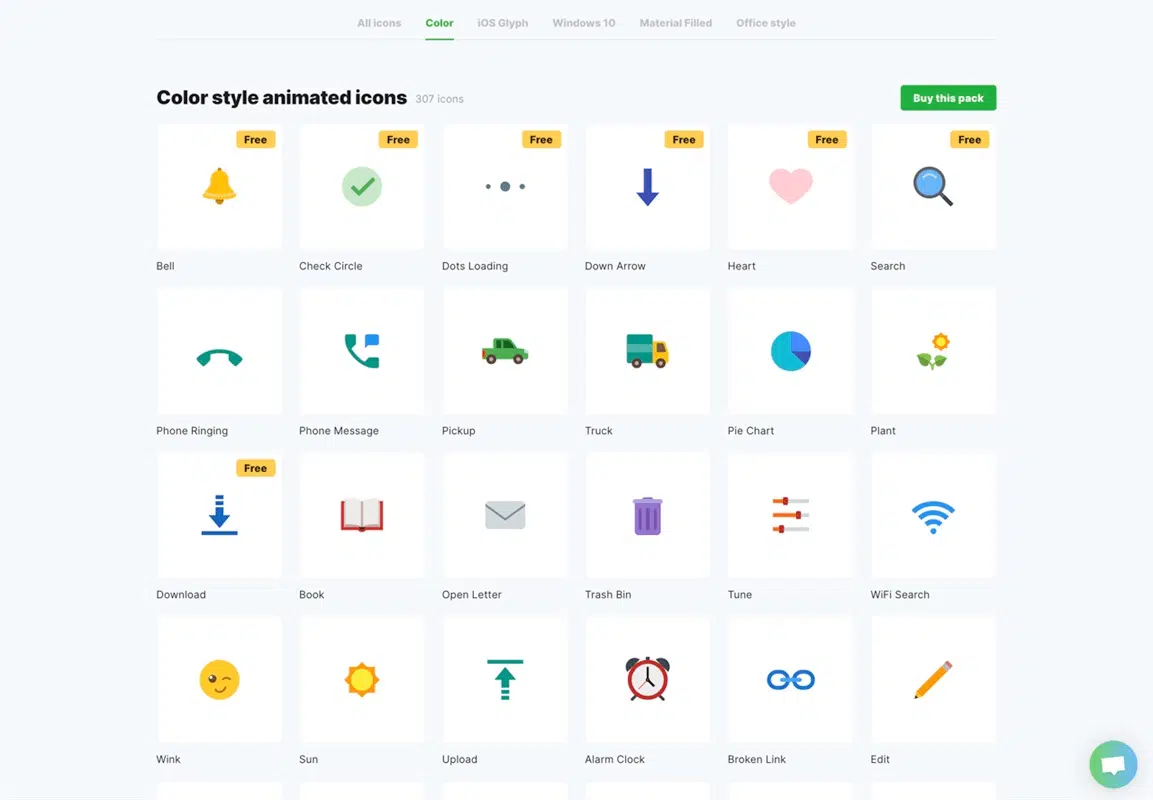 All icons Color iOS Glyph Windows 10 Material Filled Office style
Color style animated icons 307 icons Buy this pack
Free Free Free Free Free Free
Bell Check Circle Dots Loading Down Arrow Heart Search
Phone Ringing Phone Message Pickup Truck Pie Chart Plant
Free
Download Book Open Letter Trash Bin Tune WiFi Search
Wink Sun Upload Alarm Clock Broken Link Edit